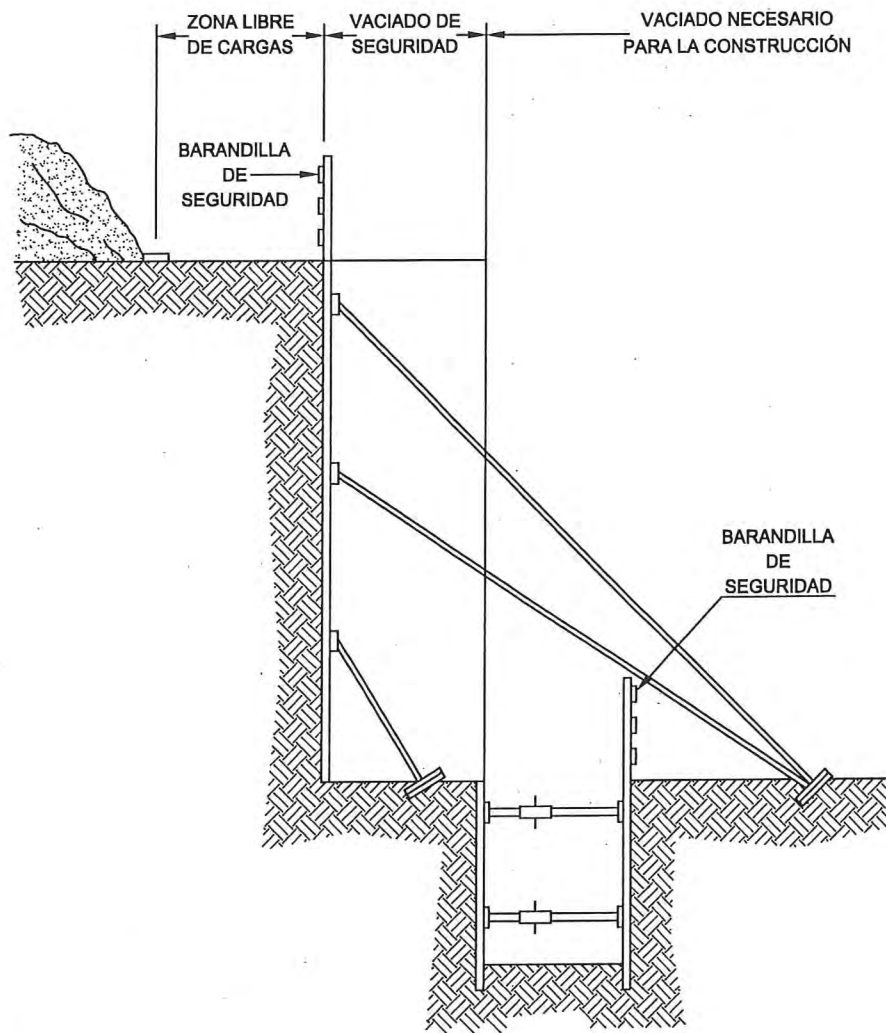 ZONA LIBRE
DE CARGAS
VACIADO DE
SEGURIDAD
VACIADO NECESARIO
PARA LA CONSTRUCCIÓN
BARANDILLA
DE
SEGURIDAD
BARANDILLA
DE
SEGURIDAD